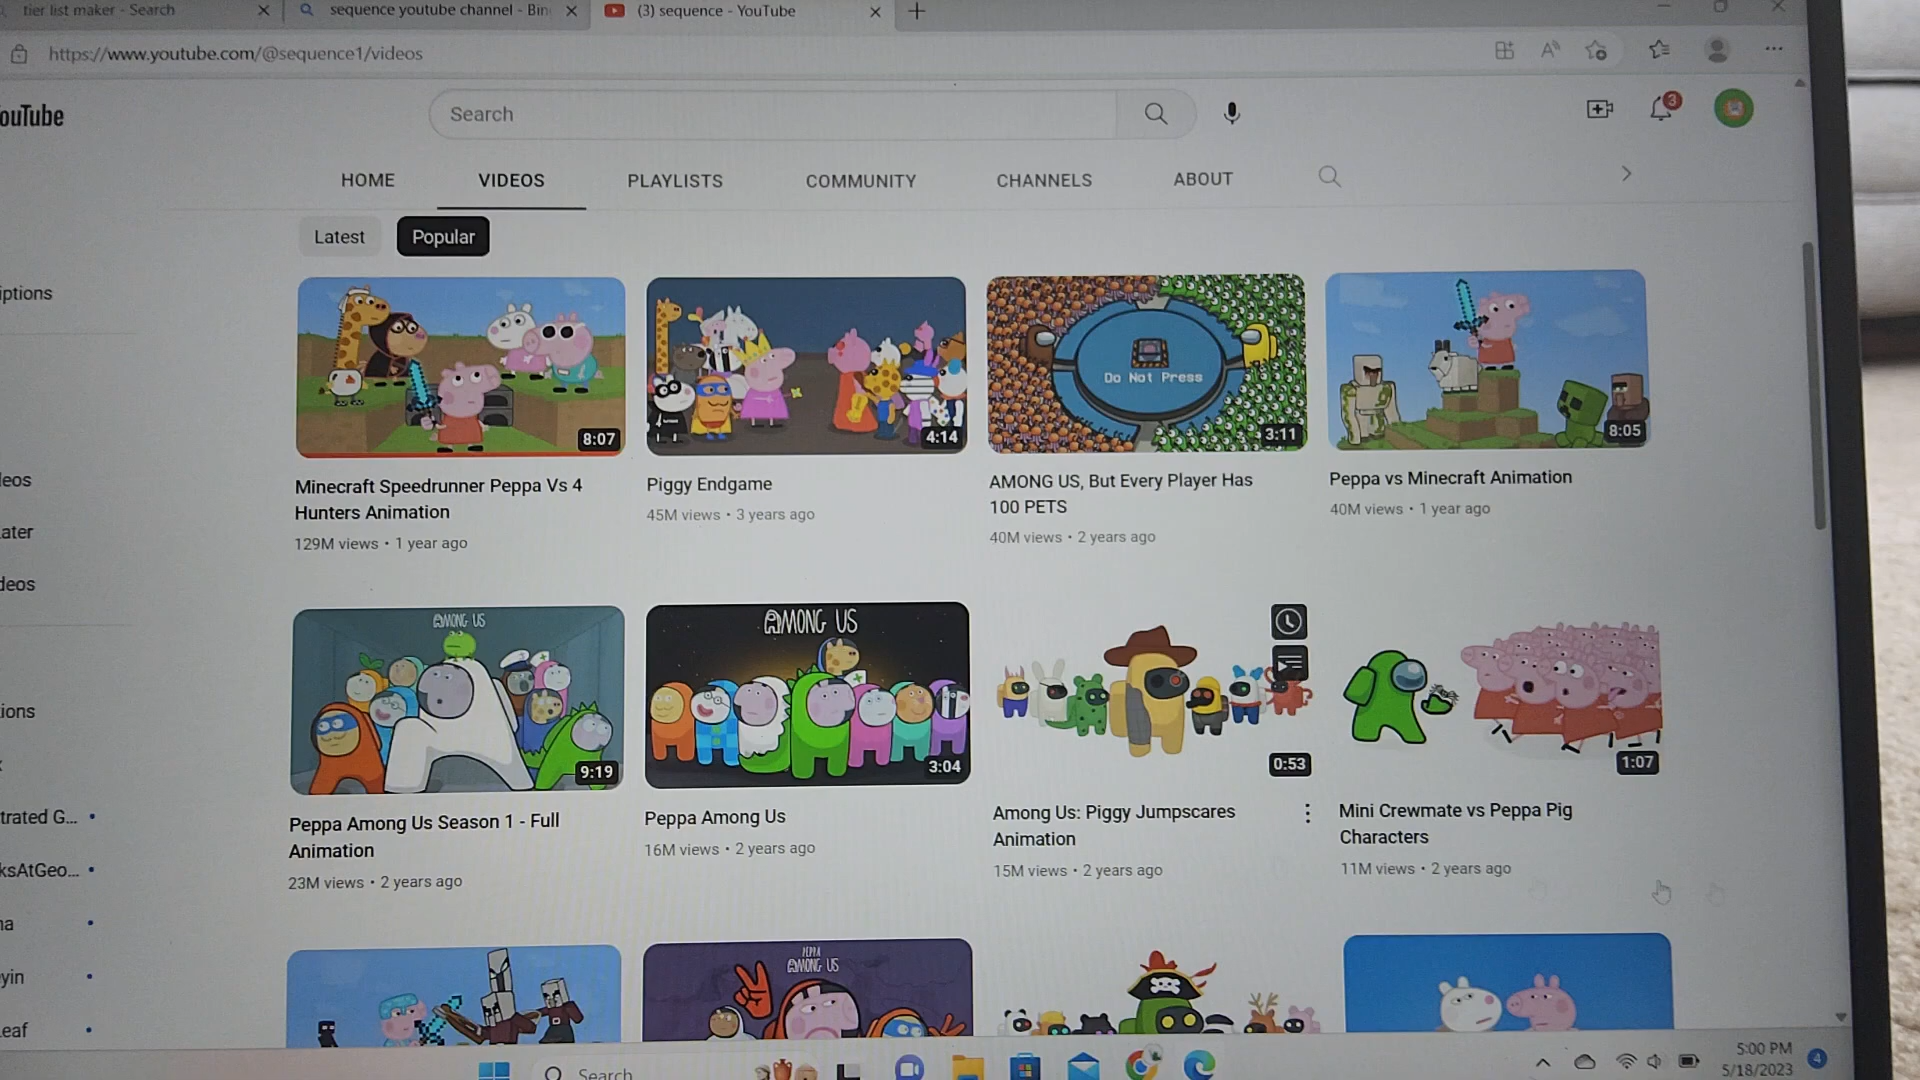 tier list maker - Search
sequence youtube channel - Bin
(3) sequence - YouTube
https://www.youtube.com/@sequence1/videos
ouTube
Search
3
HOME
VIDEOS
PLAYLISTS
COMMUNITY
CHANNELS
ABOUT
Latest
Popular
iptions
eos
ater
deos
ions
trated G...
ksAtGeo...
na
yin
eaf
8:07
Minecraft Speedrunner Peppa Vs 4
Hunters Animation
129M views • 1 year ago
4:14
Piggy Endgame
45M views • 3 years ago
Do Not Press
3:11
AMONG US, But Every Player Has
100 PETS
40M views • 2 years ago
8:05
Peppa vs Minecraft Animation
40M views • 1 year ago
AMONG US
9:19
Peppa Among Us Season 1 - Full
Animation
23M views • 2 years ago
AMONG US
3:04
Peppa Among Us
16M views • 2 years ago
0:53
Among Us: Piggy Jumpscares
Animation
15M views • 2 years ago
1:07
Mini Crewmate vs Peppa Pig
Characters
11M views • 2 years ago
PEPPA
AMONG US
Search
5:00 PM
5/18/2023
4